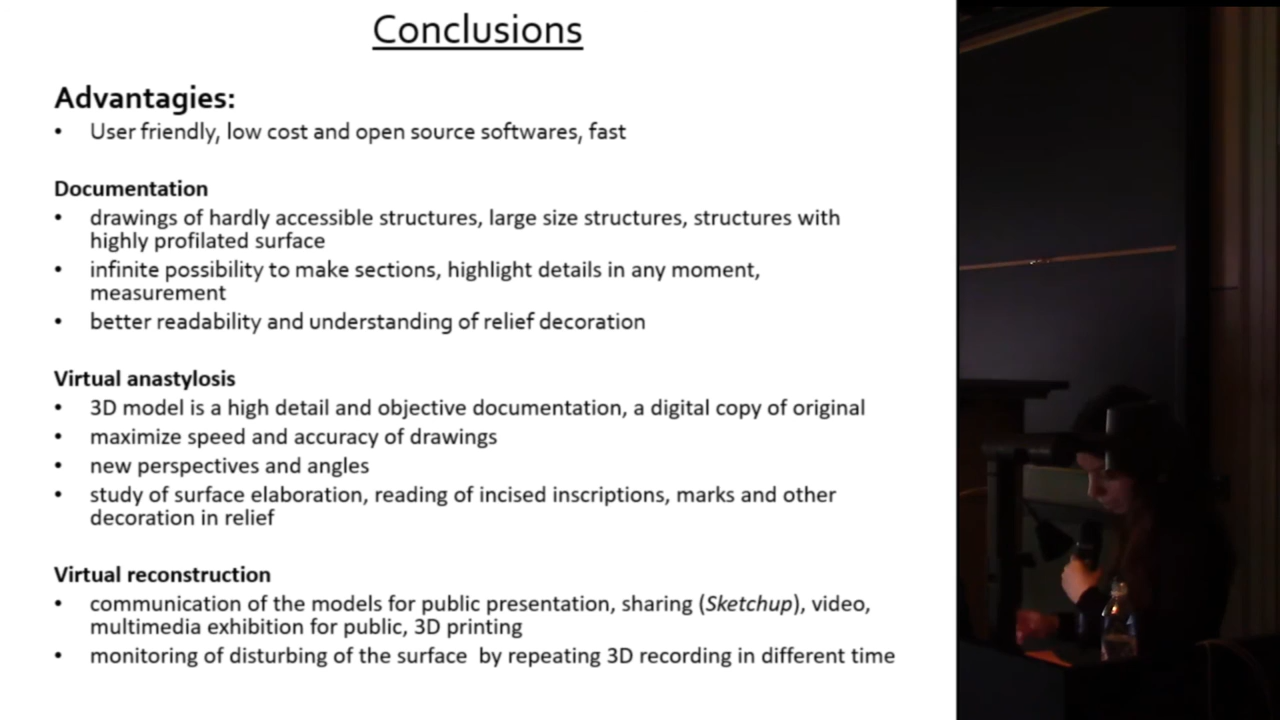 Conclusions
Advantagies:
• User friendly, low cost and open source softwares, fast
Documentation
• drawings of hardly accessible structures, large size structures, structures with
highly profilated surface
• infinite possibility to make sections, highlight details in any moment,
measurement
• better readability and understanding of relief decoration
Virtual anastylosis
• 3D model is a high detail and objective documentation, a digital copy of original
• maximize speed and accuracy of drawings
• new perspectives and angles
• study of surface elaboration, reading of incised inscriptions, marks and other
decoration in relief
Virtual reconstruction
• communication of the models for public presentation, sharing (Sketchup), video,
multimedia exhibition for public, 3D printing
• monitoring of disturbing of the surface by repeating 3D recording in different time